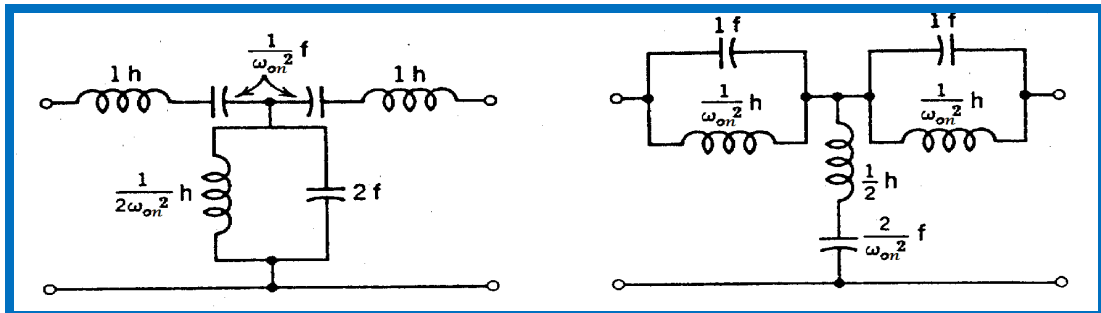 1 h
1/ω_on² f
1 h
1/2ω_on² h
2 f
1 f
1/ω_on² h
1 f
1/ω_on² h
1/2 h
2/ω_on² f